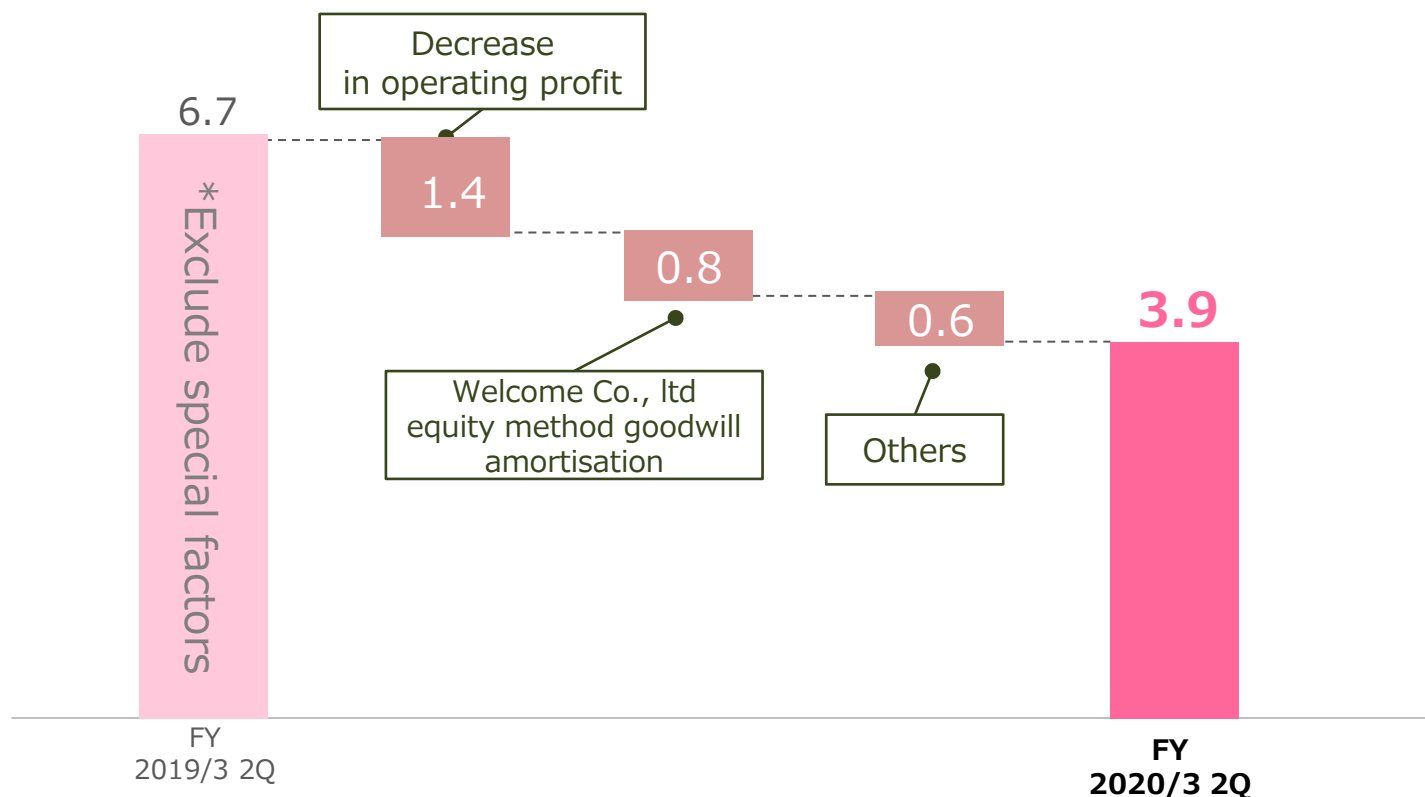 Decrease
in operating profit
6.7
*Exclude special factors
1.4
0.8
0.6
3.9
Welcome Co., ltd
equity method goodwill
amortisation
Others
FY
2019/3 2Q
FY
2020/3 2Q